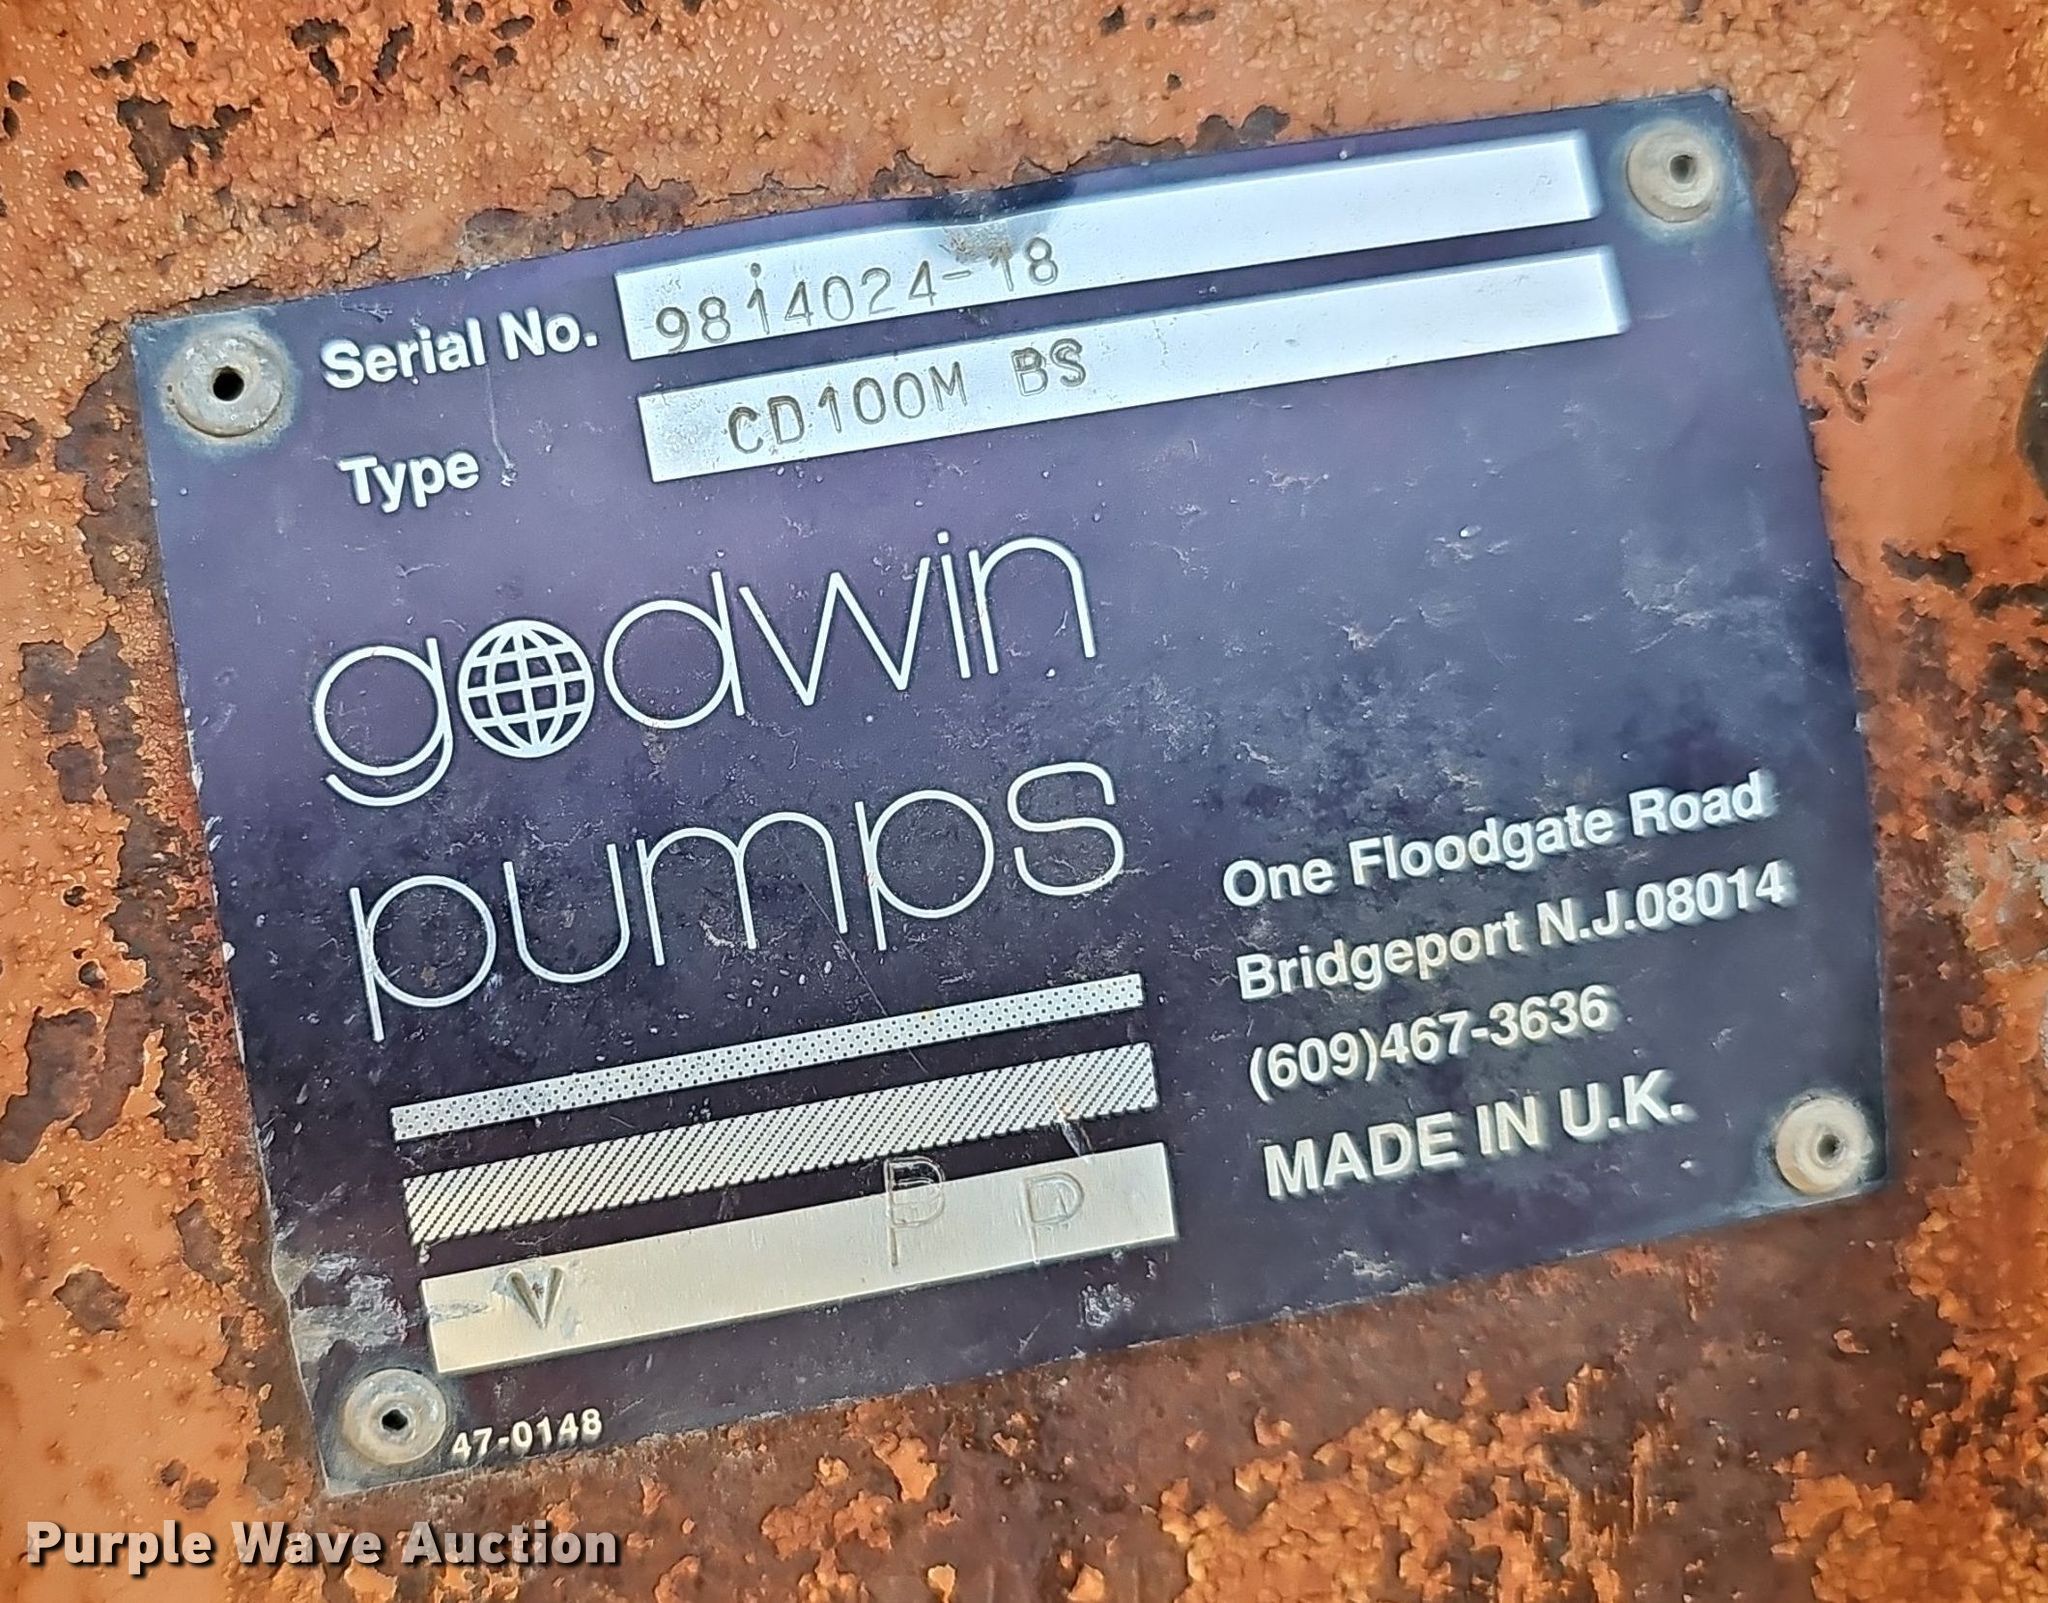 Serial No. 9814024-18
Type CD100M BS
godwin
pumps
One Floodgate Road
Bridgeport N.J.08014
(609)467-3636
MADE IN U.K.
V P P
47-0148
Purple Wave Auction